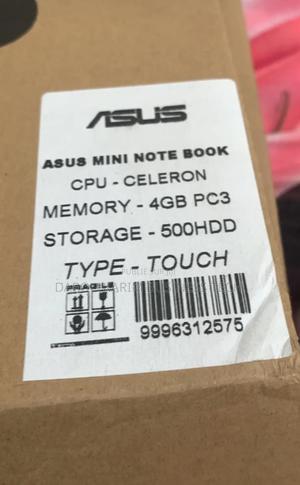 ASUS
ASUS MINI NOTE BOOK
CPU - CELERON
MEMORY - 4GB PC3
STORAGE - 500HDD
TYPE - TOUCH
FRAGILE
9996312575